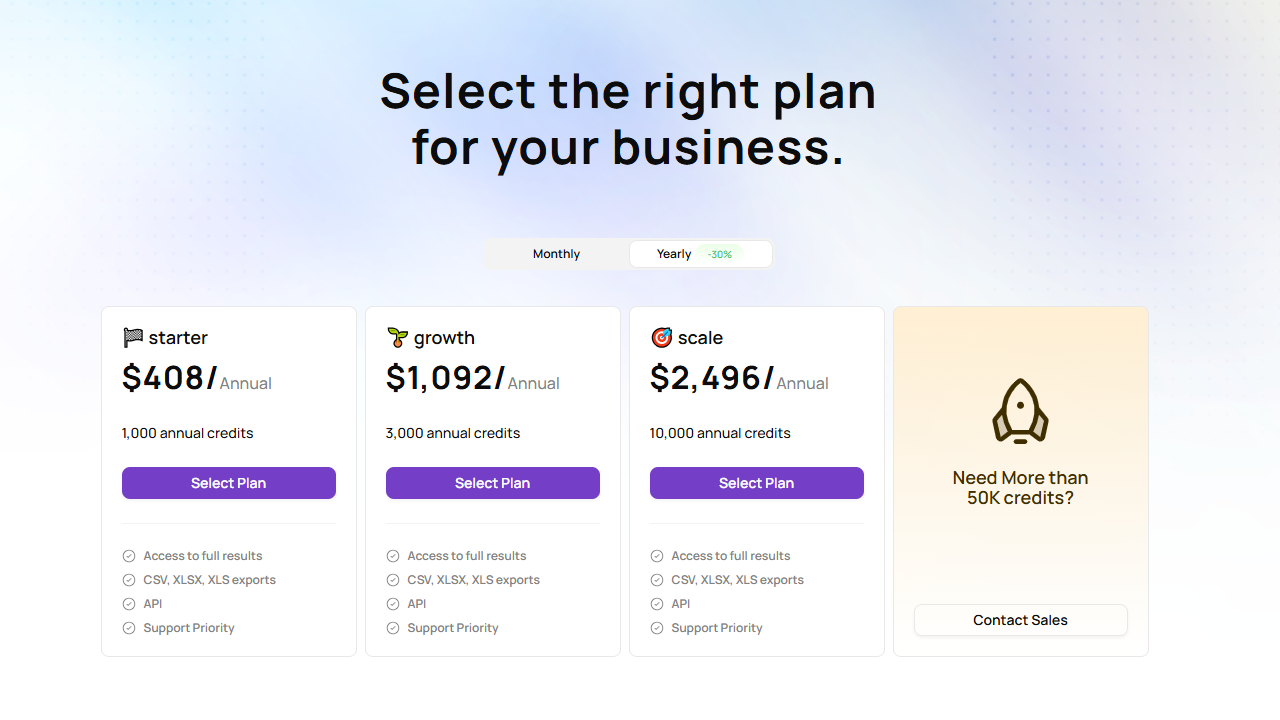 Select the right plan
for your business.
Monthly
Yearly -30%
starter
$408/Annual
1,000 annual credits
Select Plan
Access to full results
CSV, XLSX, XLS exports
API
Support Priority
growth
$1,092/Annual
3,000 annual credits
Select Plan
Access to full results
CSV, XLSX, XLS exports
API
Support Priority
scale
$2,496/Annual
10,000 annual credits
Select Plan
Access to full results
CSV, XLSX, XLS exports
API
Support Priority
Need More than
50K credits?
Contact Sales